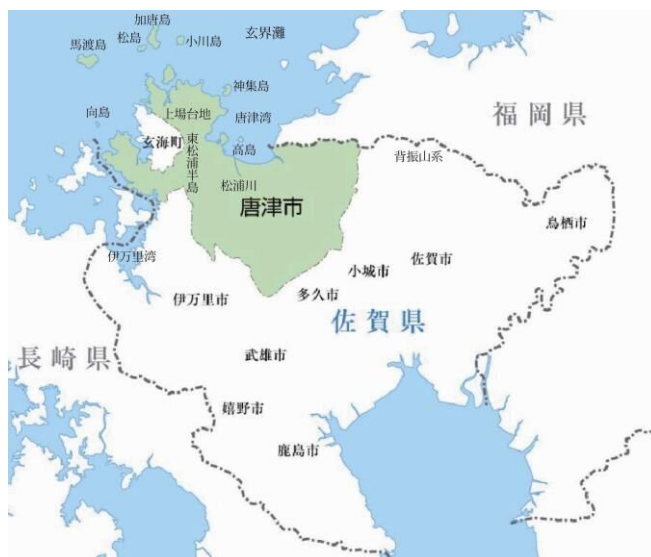 加唐島
松島
小川島
玄界灘
馬渡島
神集島
向島
上場台地
唐津湾
福岡県
玄海町
東松浦半島
高島
背振山系
松浦川
唐津市
鳥栖市
伊万里湾
小城市
佐賀市
伊万里市
多久市
佐賀県
長崎県
武雄市
嬉野市
鹿島市